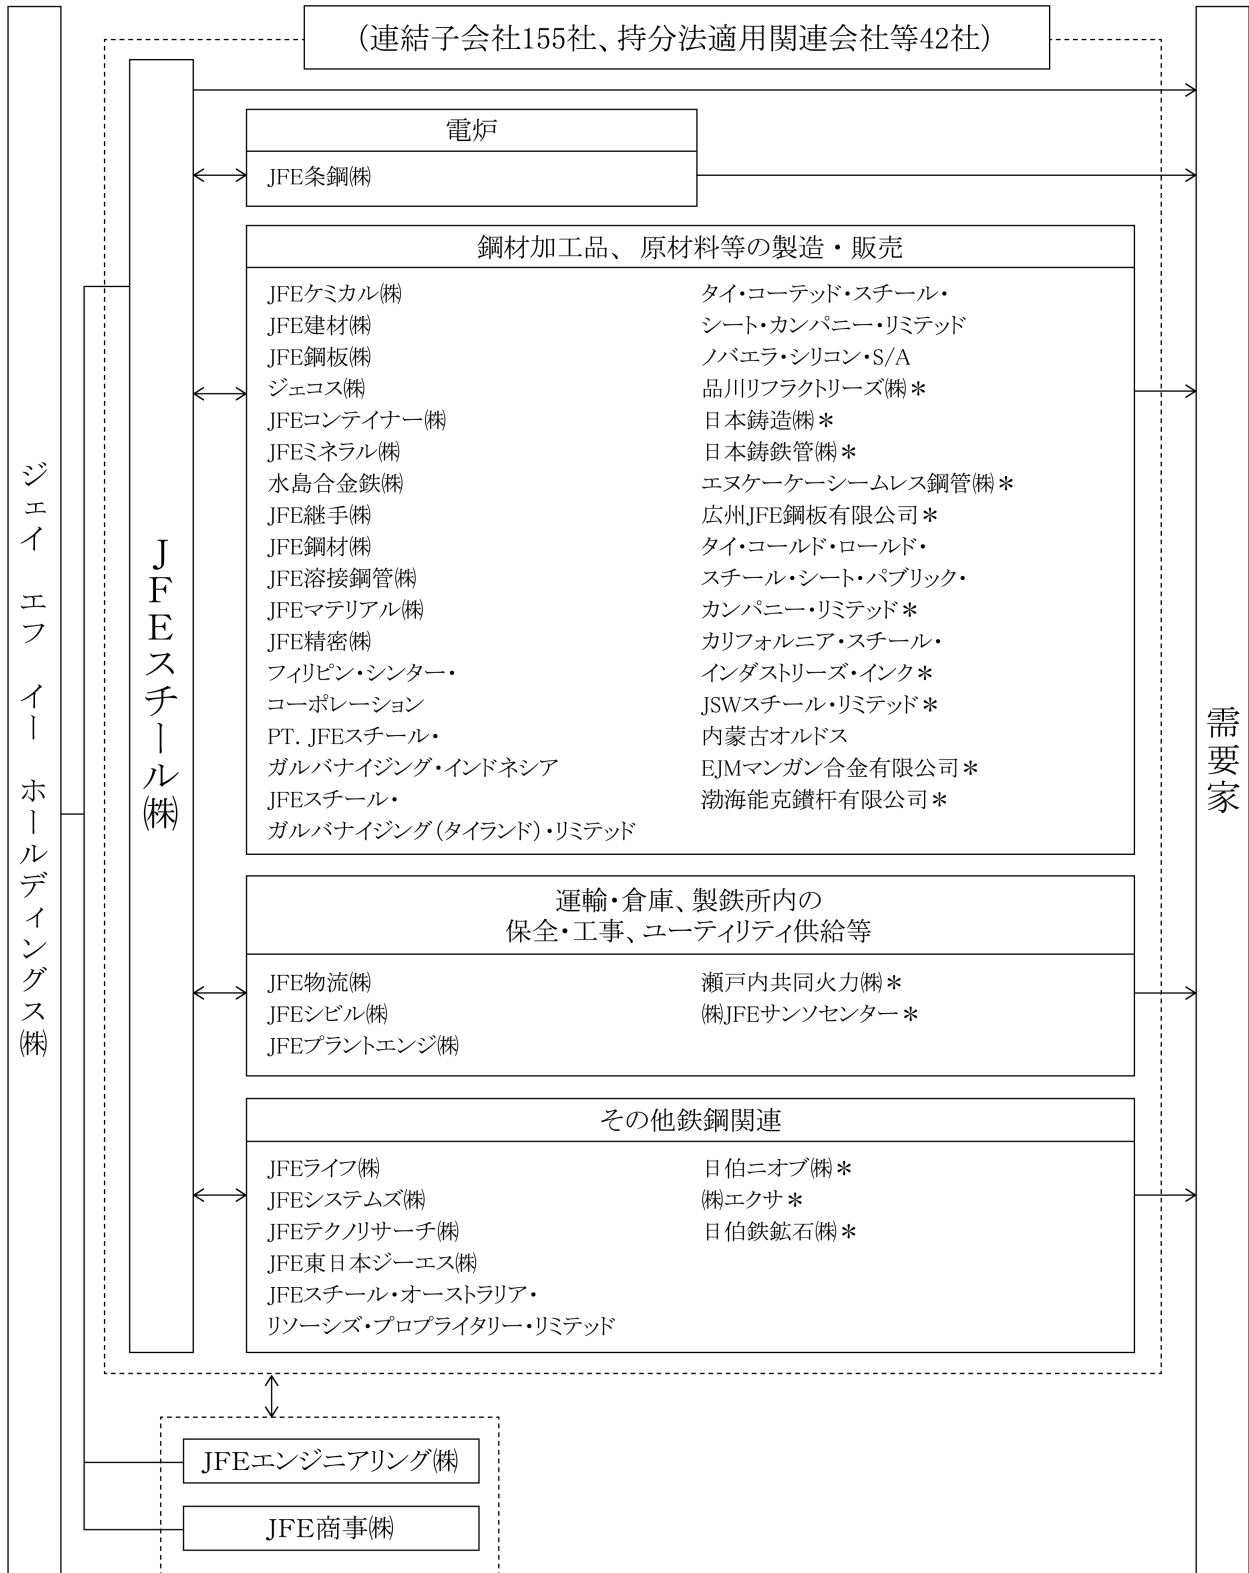 (連結子会社155社、持分法適用関連会社等42社)
ジェイ エフ イー ホールディングス㈱
JFEスチール㈱
電炉
JFE条鋼㈱
鋼材加工品、原材料等の製造・販売
JFEケミカル㈱
JFE建材㈱
JFE鋼板㈱
ジェコス㈱
JFEコンテイナー㈱
JFEミネラル㈱
水島合金鉄㈱
JFE継手㈱
JFE鋼材㈱
JFE溶接鋼管㈱
JFEマテリアル㈱
JFE精密㈱
フィリピン・シンター・
コーポレーション
PT. JFEスチール・
ガルバナイジング・インドネシア
JFEスチール・
ガルバナイジング(タイランド)・リミテッド
タイ・コーテッド・スチール・
シート・カンパニー・リミテッド
ノバエラ・シリコン・S/A
品川リフラクトリーズ㈱＊
日本鋳造㈱＊
日本鋳鉄管㈱＊
エヌケーケーシームレス鋼管㈱＊
広州JFE鋼板有限公司＊
タイ・コールド・ロールド・
スチール・シート・パブリック・
カンパニー・リミテッド＊
カリフォルニア・スチール・
インダストリーズ・インク＊
JSWスチール・リミテッド＊
内蒙古オルドス
EJMマンガン合金有限公司＊
渤海能克鑚杆有限公司＊
運輸・倉庫、製鉄所内の
保全・工事、ユーティリティ供給等
JFE物流㈱
JFEシビル㈱
JFEプラントエンジ㈱
瀬戸内共同火力㈱＊
㈱JFEサンソセンター＊
その他鉄鋼関連
JFEライフ㈱
JFEシステムズ㈱
JFEテクノリサーチ㈱
JFE東日本ジーエス㈱
JFEスチール・オーストラリア・
リソーシズ・プロプライタリー・リミテッド
日伯ニオブ㈱＊
㈱エクサ＊
日伯鉄鉱石㈱＊
JFEエンジニアリング㈱
JFE商事㈱
需要家